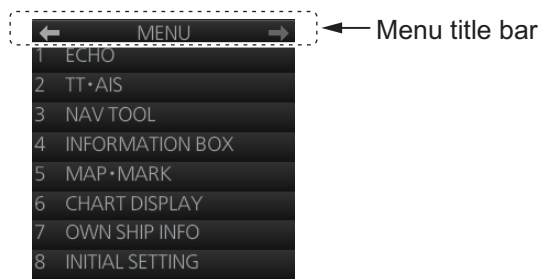 MENU
Menu title bar
1 ECHO
2 TT•AIS
3 NAV TOOL
4 INFORMATION BOX
5 MAP•MARK
6 CHART DISPLAY
7 OWN SHIP INFO
8 INITIAL SETTING